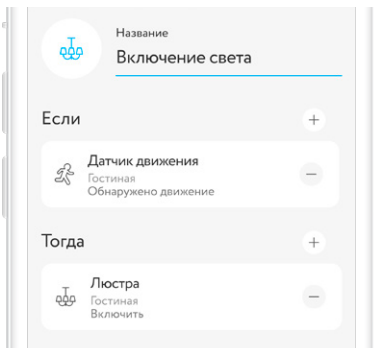 Название
Включение света
Если
Датчик движения
Гостиная
Обнаружено движение
Тогда
Люстра
Гостиная
Включить